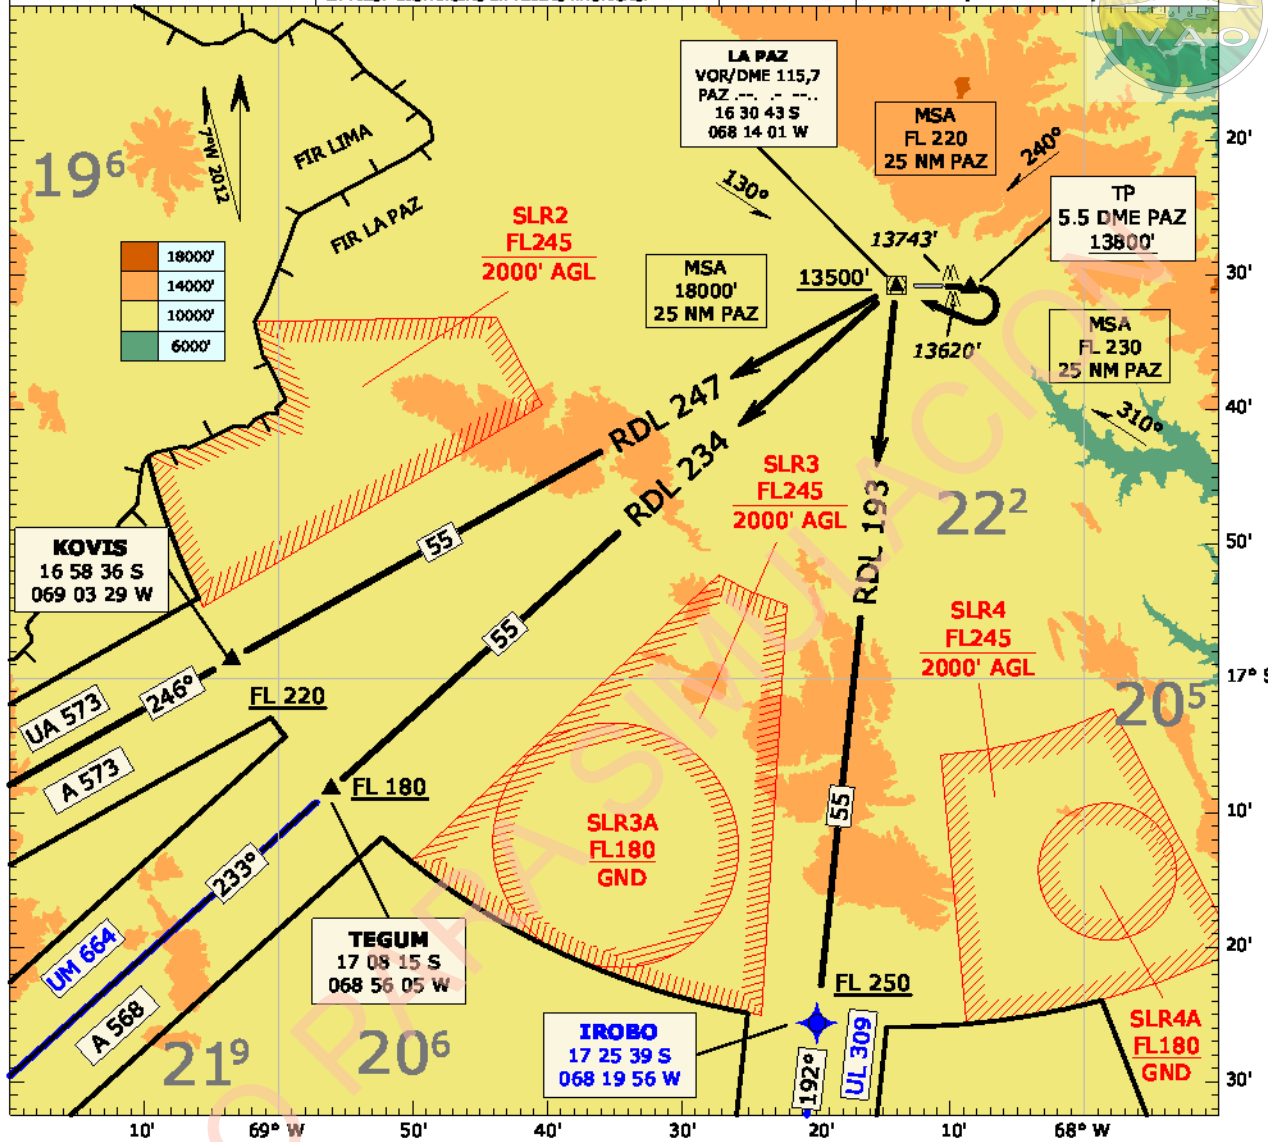 IVAO
LA PAZ
VOR/DME 115,7
PAZ .--. .- --..
16 30 43 S
068 14 01 W
MSA
FL 220
25 NM PAZ
240°
20'
19⁶
7°W 2012
FIR LIMA
FIR LA PAZ
130°
TP
5.5 DME PAZ
13800'
SLR2
FL245
2000' AGL
13743'
18000'
14000'
10000'
6000'
MSA
18000'
25 NM PAZ
13500'
30'
MSA
FL 230
25 NM PAZ
13620'
RDL 247
RDL 234
RDL 193
40'
310°
SLR3
FL245
2000' AGL
22²
KOVIS
16 58 36 S
069 03 29 W
55
50'
55
SLR4
FL245
2000' AGL
17° S
UA 573
246°
FL 220
20⁵
A 573
FL 180
55
10'
SLR3A
FL180
GND
233°
UM 664
TEGUM
17 08 15 S
068 56 05 W
20'
FL 250
A 568
21⁹
20⁶
IROBO
17 25 39 S
068 19 56 W
192°
UL 309
SLR4A
FL180
GND
30'
10'
69° W
50'
40'
30'
20'
10'
68° W
O PARA SIMULACION